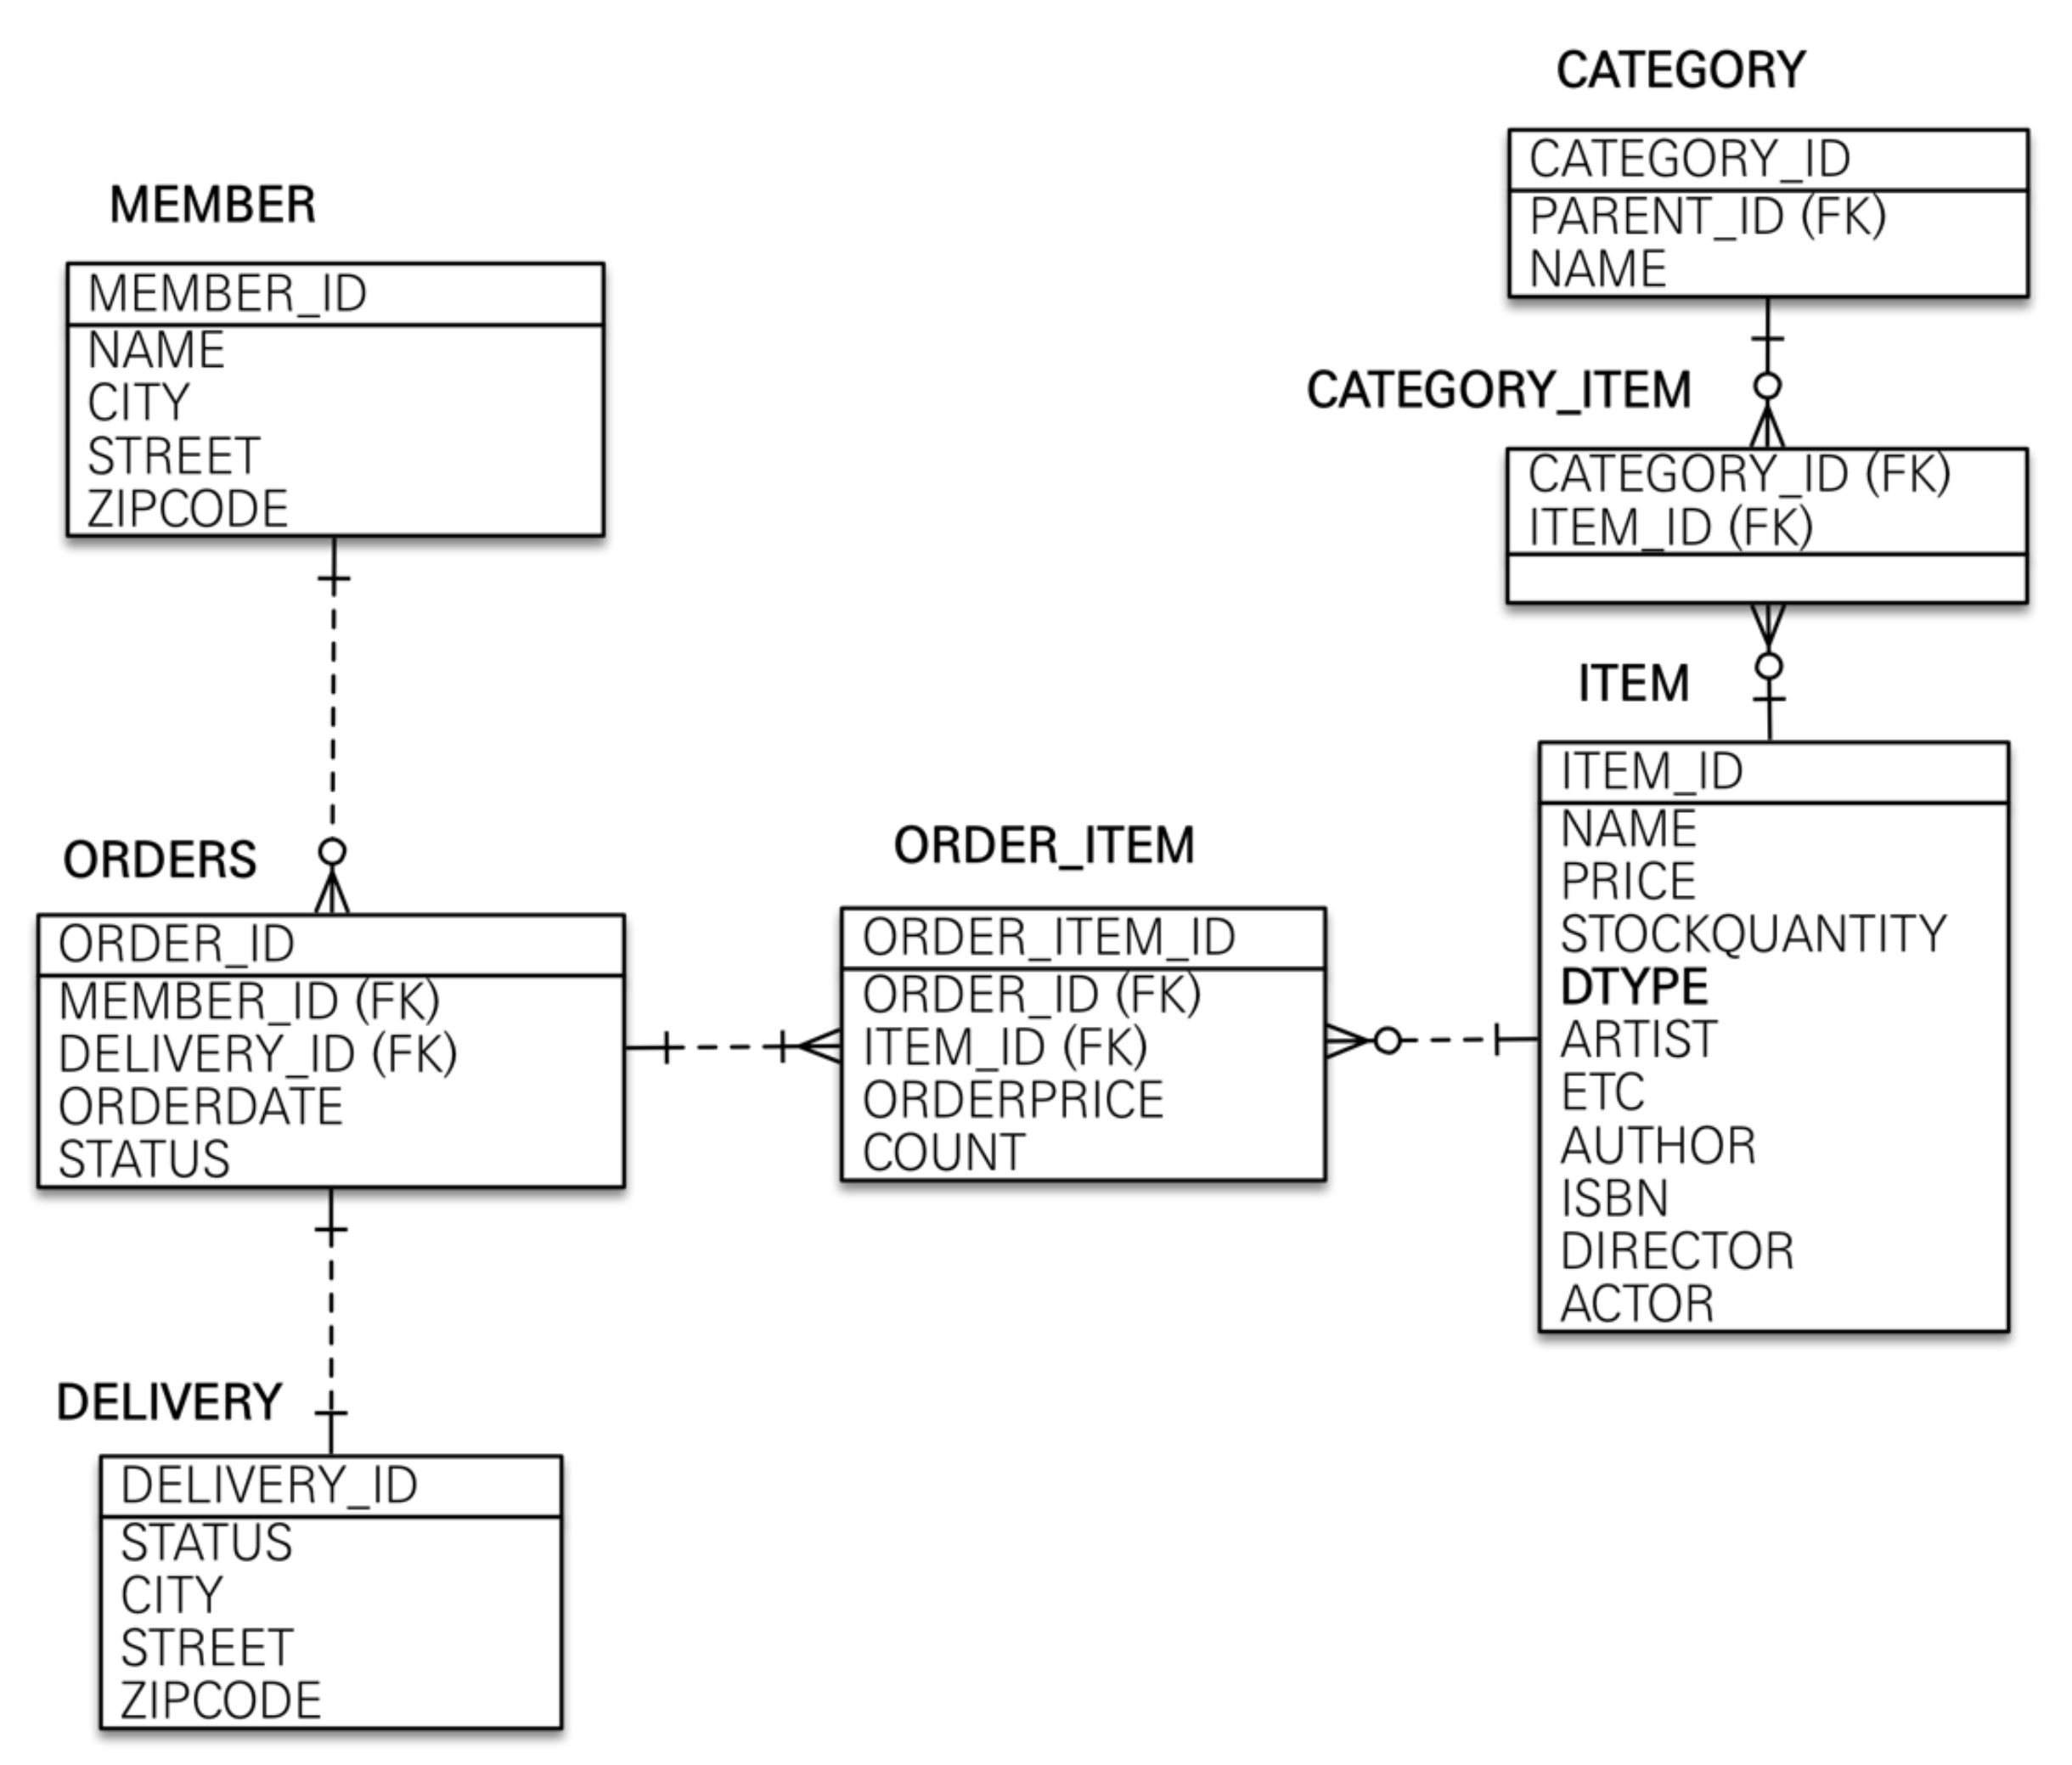 CATEGORY
CATEGORY_ID
PARENT_ID (FK)
NAME
MEMBER
MEMBER_ID
NAME
CITY
STREET
ZIPCODE
CATEGORY_ITEM
CATEGORY_ID (FK)
ITEM_ID (FK)
ITEM
ITEM_ID
NAME
PRICE
STOCKQUANTITY
DTYPE
ARTIST
ETC
AUTHOR
ISBN
DIRECTOR
ACTOR
ORDERS
ORDER_ID
MEMBER_ID (FK)
DELIVERY_ID (FK)
ORDERDATE
STATUS
ORDER_ITEM
ORDER_ITEM_ID
ORDER_ID (FK)
ITEM_ID (FK)
ORDERPRICE
COUNT
DELIVERY
DELIVERY_ID
STATUS
CITY
STREET
ZIPCODE